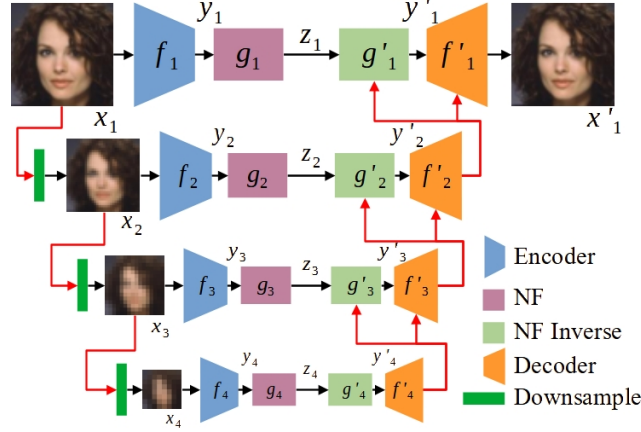 y₁ z₁ y'₁
f₁ g₁ g'₁ f'₁
x₁ x'₁
y₂ z₂ y'₂
f₂ g₂ g'₂ f'₂
x₂
y₃ z₃ y'₃
f₃ g₃ g'₃ f'₃
x₃
y₄ z₄ y'₄
f₄ g₄ g'₄ f'₄
x₄
Encoder
NF
NF Inverse
Decoder
Downsample